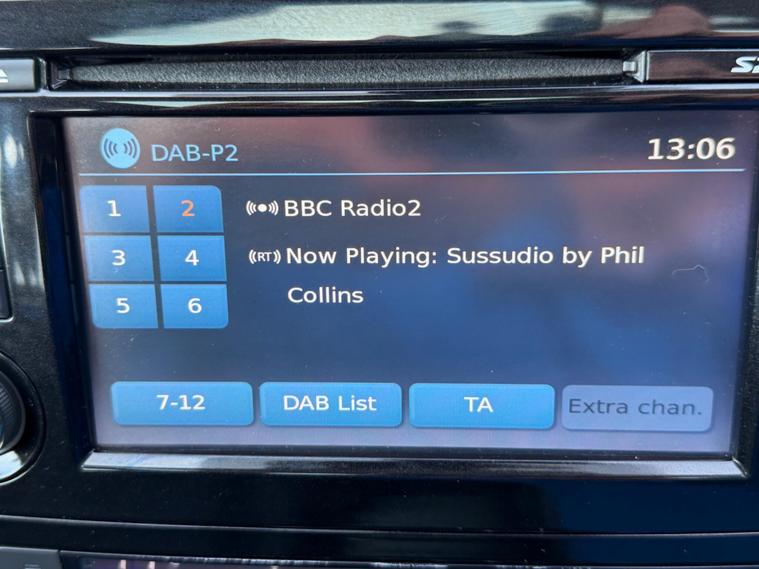 DAB-P2 13:06
1 2 BBC Radio2
3 4 (RT) Now Playing: Sussudio by Phil
Collins
5 6
7-12 DAB List TA Extra chan.